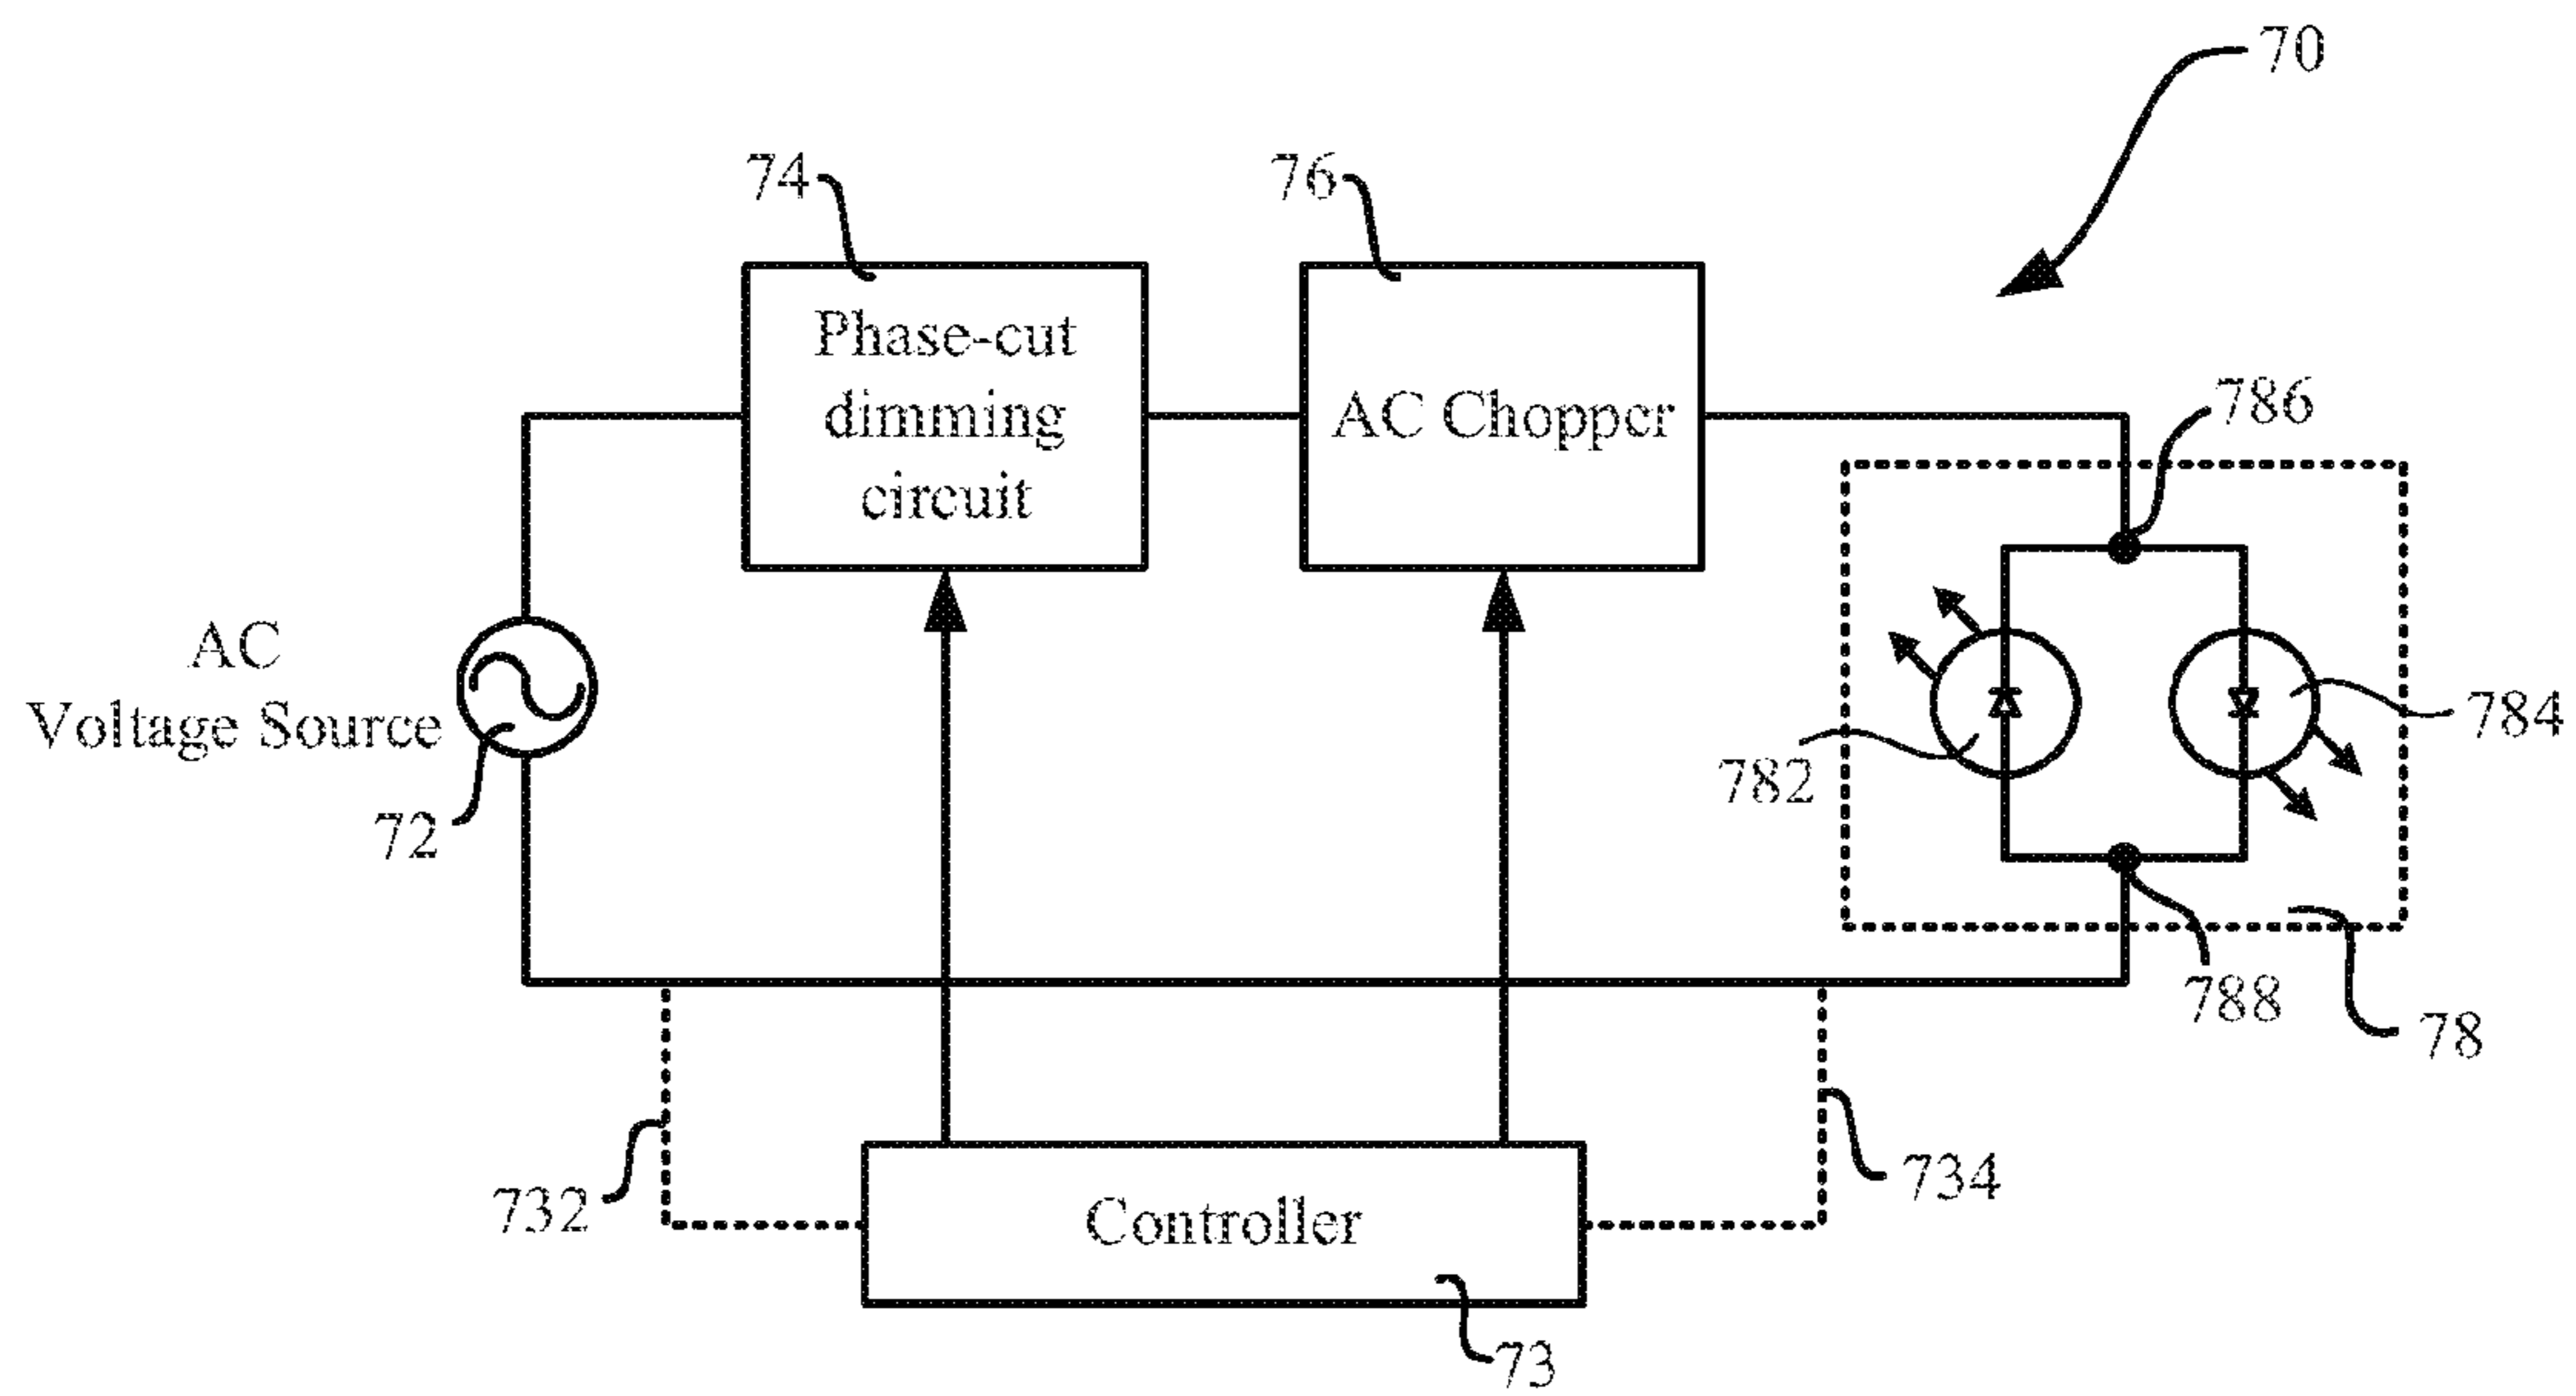 70
74
76
Phase-cut
dimming
circuit
AC Chopper
786
AC
Voltage Source
72
782
784
788
78
732
734
Controller
73